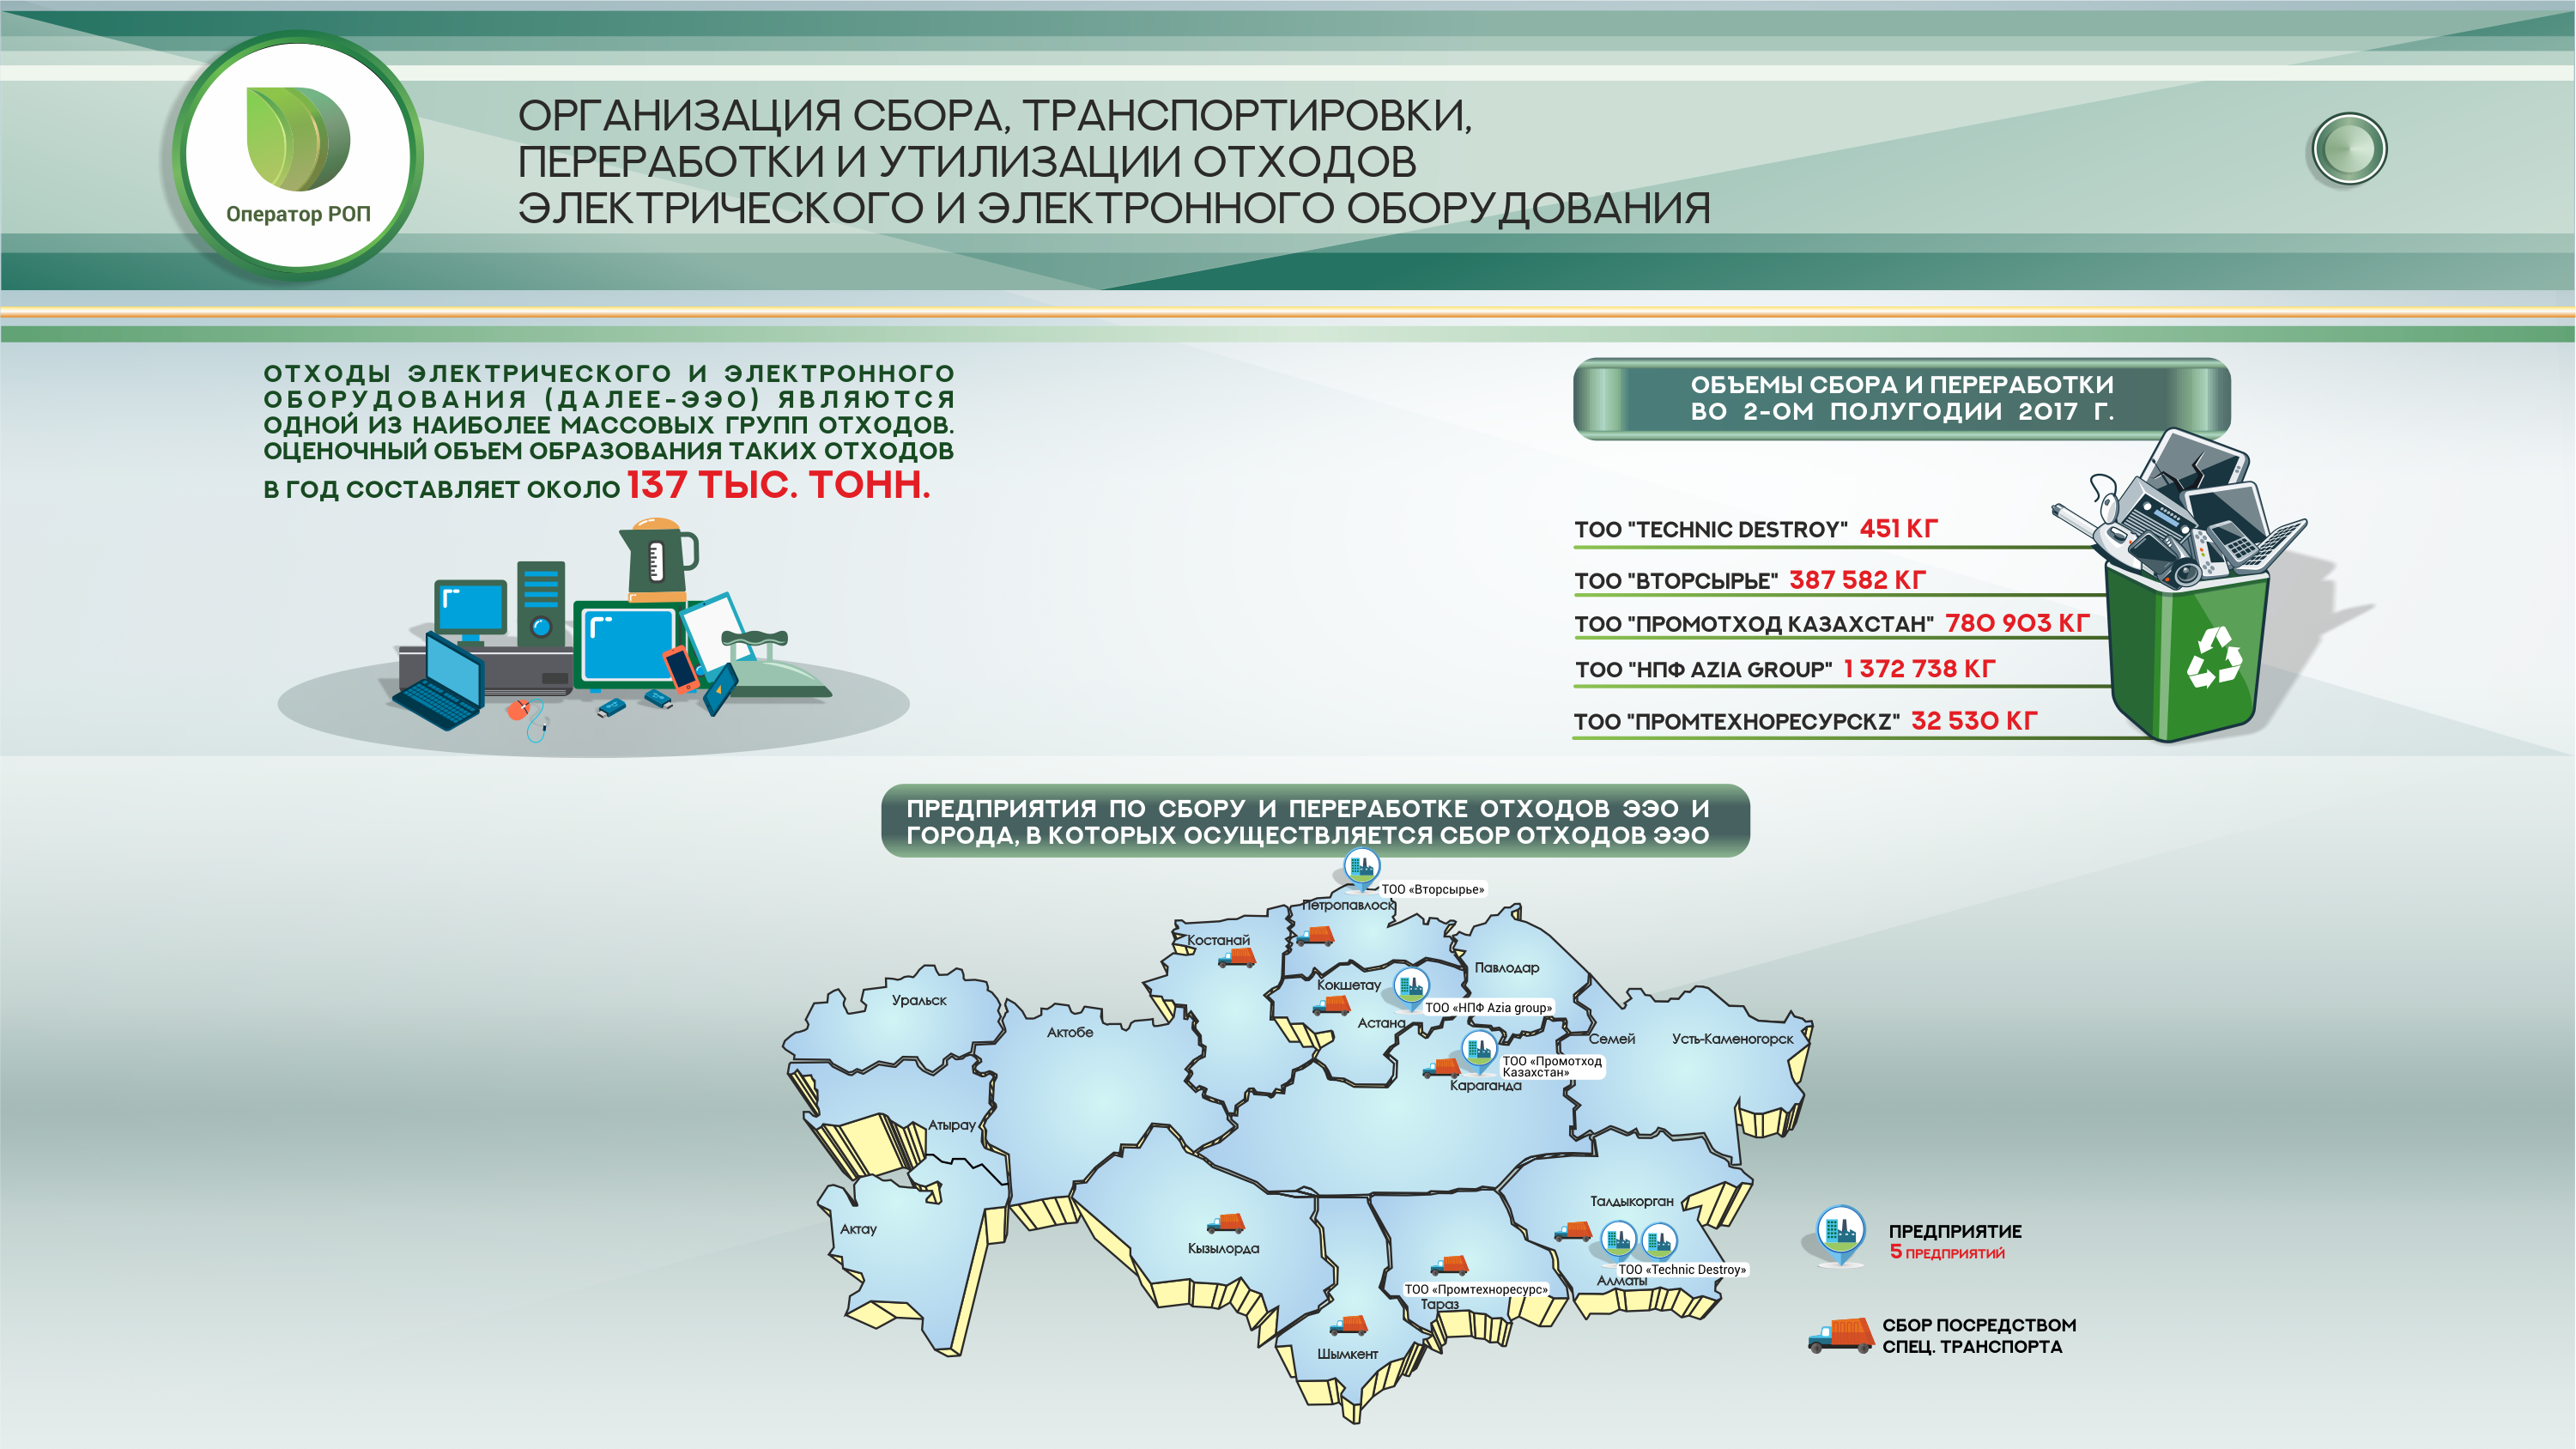 Оператор РОП
ОРГАНИЗАЦИЯ СБОРА, ТРАНСПОРТИРОВКИ,
ПЕРЕРАБОТКИ И УТИЛИЗАЦИИ ОТХОДОВ
ЭЛЕКТРИЧЕСКОГО И ЭЛЕКТРОННОГО ОБОРУДОВАНИЯ
ОТХОДЫ ЭЛЕКТРИЧЕСКОГО И ЭЛЕКТРОННОГО
ОБОРУДОВАНИЯ (ДАЛЕЕ-ЭЭО) ЯВЛЯЮТСЯ
ОДНОЙ ИЗ НАИБОЛЕЕ МАССОВЫХ ГРУПП ОТХОДОВ.
ОЦЕНОЧНЫЙ ОБЪЕМ ОБРАЗОВАНИЯ ТАКИХ ОТХОДОВ
В ГОД СОСТАВЛЯЕТ ОКОЛО 137 ТЫС. ТОНН.
ОБЪЕМЫ СБОРА И ПЕРЕРАБОТКИ
ВО 2-ОМ ПОЛУГОДИИ 2017 Г.
ТОО "TECHNIC DESTROY" 451 КГ
ТОО "ВТОРСЫРЬЕ" 387 582 КГ
ТОО "ПРОМОТХОД КАЗАХСТАН" 780 903 КГ
ТОО "НПФ AZIA GROUP" 1 372 738 КГ
ТОО "ПРОМТЕХНОРЕСУРСKZ" 32 530 КГ
ПРЕДПРИЯТИЯ ПО СБОРУ И ПЕРЕРАБОТКЕ ОТХОДОВ ЭЭО И
ГОРОДА, В КОТОРЫХ ОСУЩЕСТВЛЯЕТСЯ СБОР ОТХОДОВ ЭЭО
ТОО «Вторсырье»
Петропавлоск
Костанай
Павлодар
Кокшетау
Уральск
ТОО «НПФ Azia group»
Астана
Актобе
Семей
Усть-Каменогорск
ТОО «Промотход
Казахстан»
Караганда
Атырау
Талдыкорган
Актау
Кызылорда
ТОО «Technic Destroy»
Алматы
ТОО «Промтехноресурс»
Тараз
Шымкент
ПРЕДПРИЯТИЕ
5 ПРЕДПРИЯТИЙ
СБОР ПОСРЕДСТВОМ
СПЕЦ. ТРАНСПОРТА